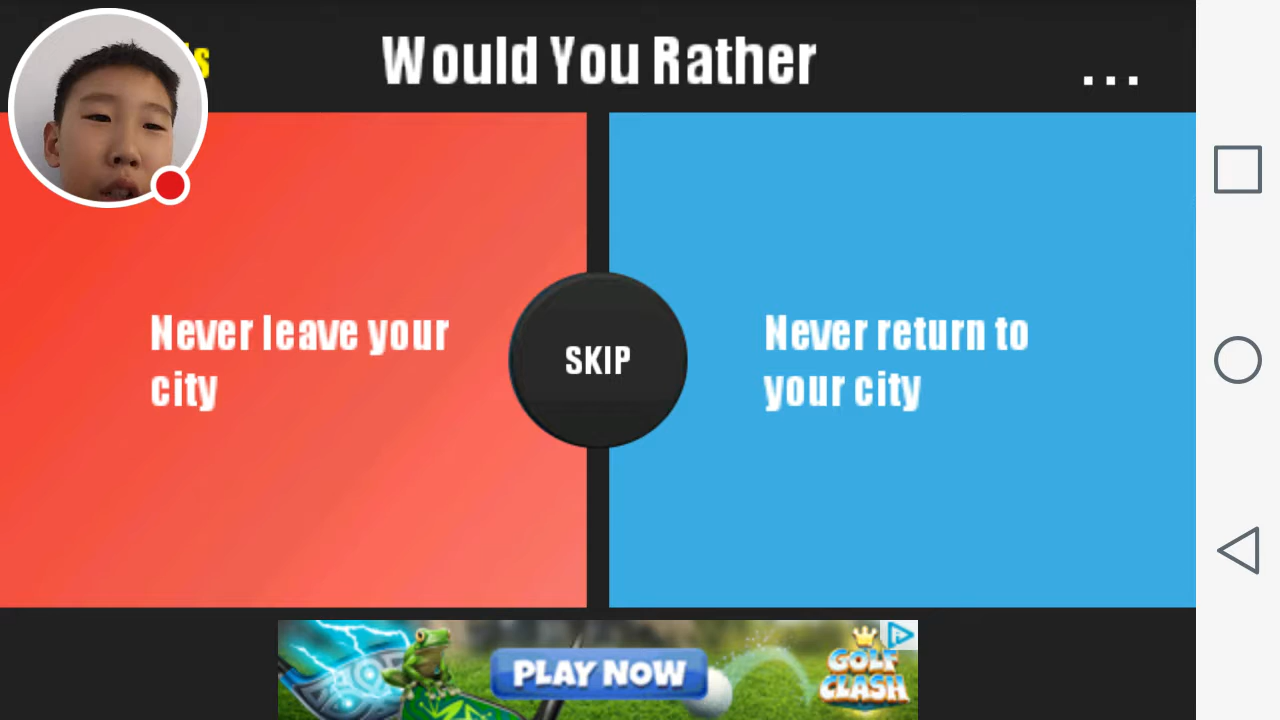 Would You Rather
...
Never leave your
city
SKIP
Never return to
your city
PLAY NOW
GOLF
CLASH